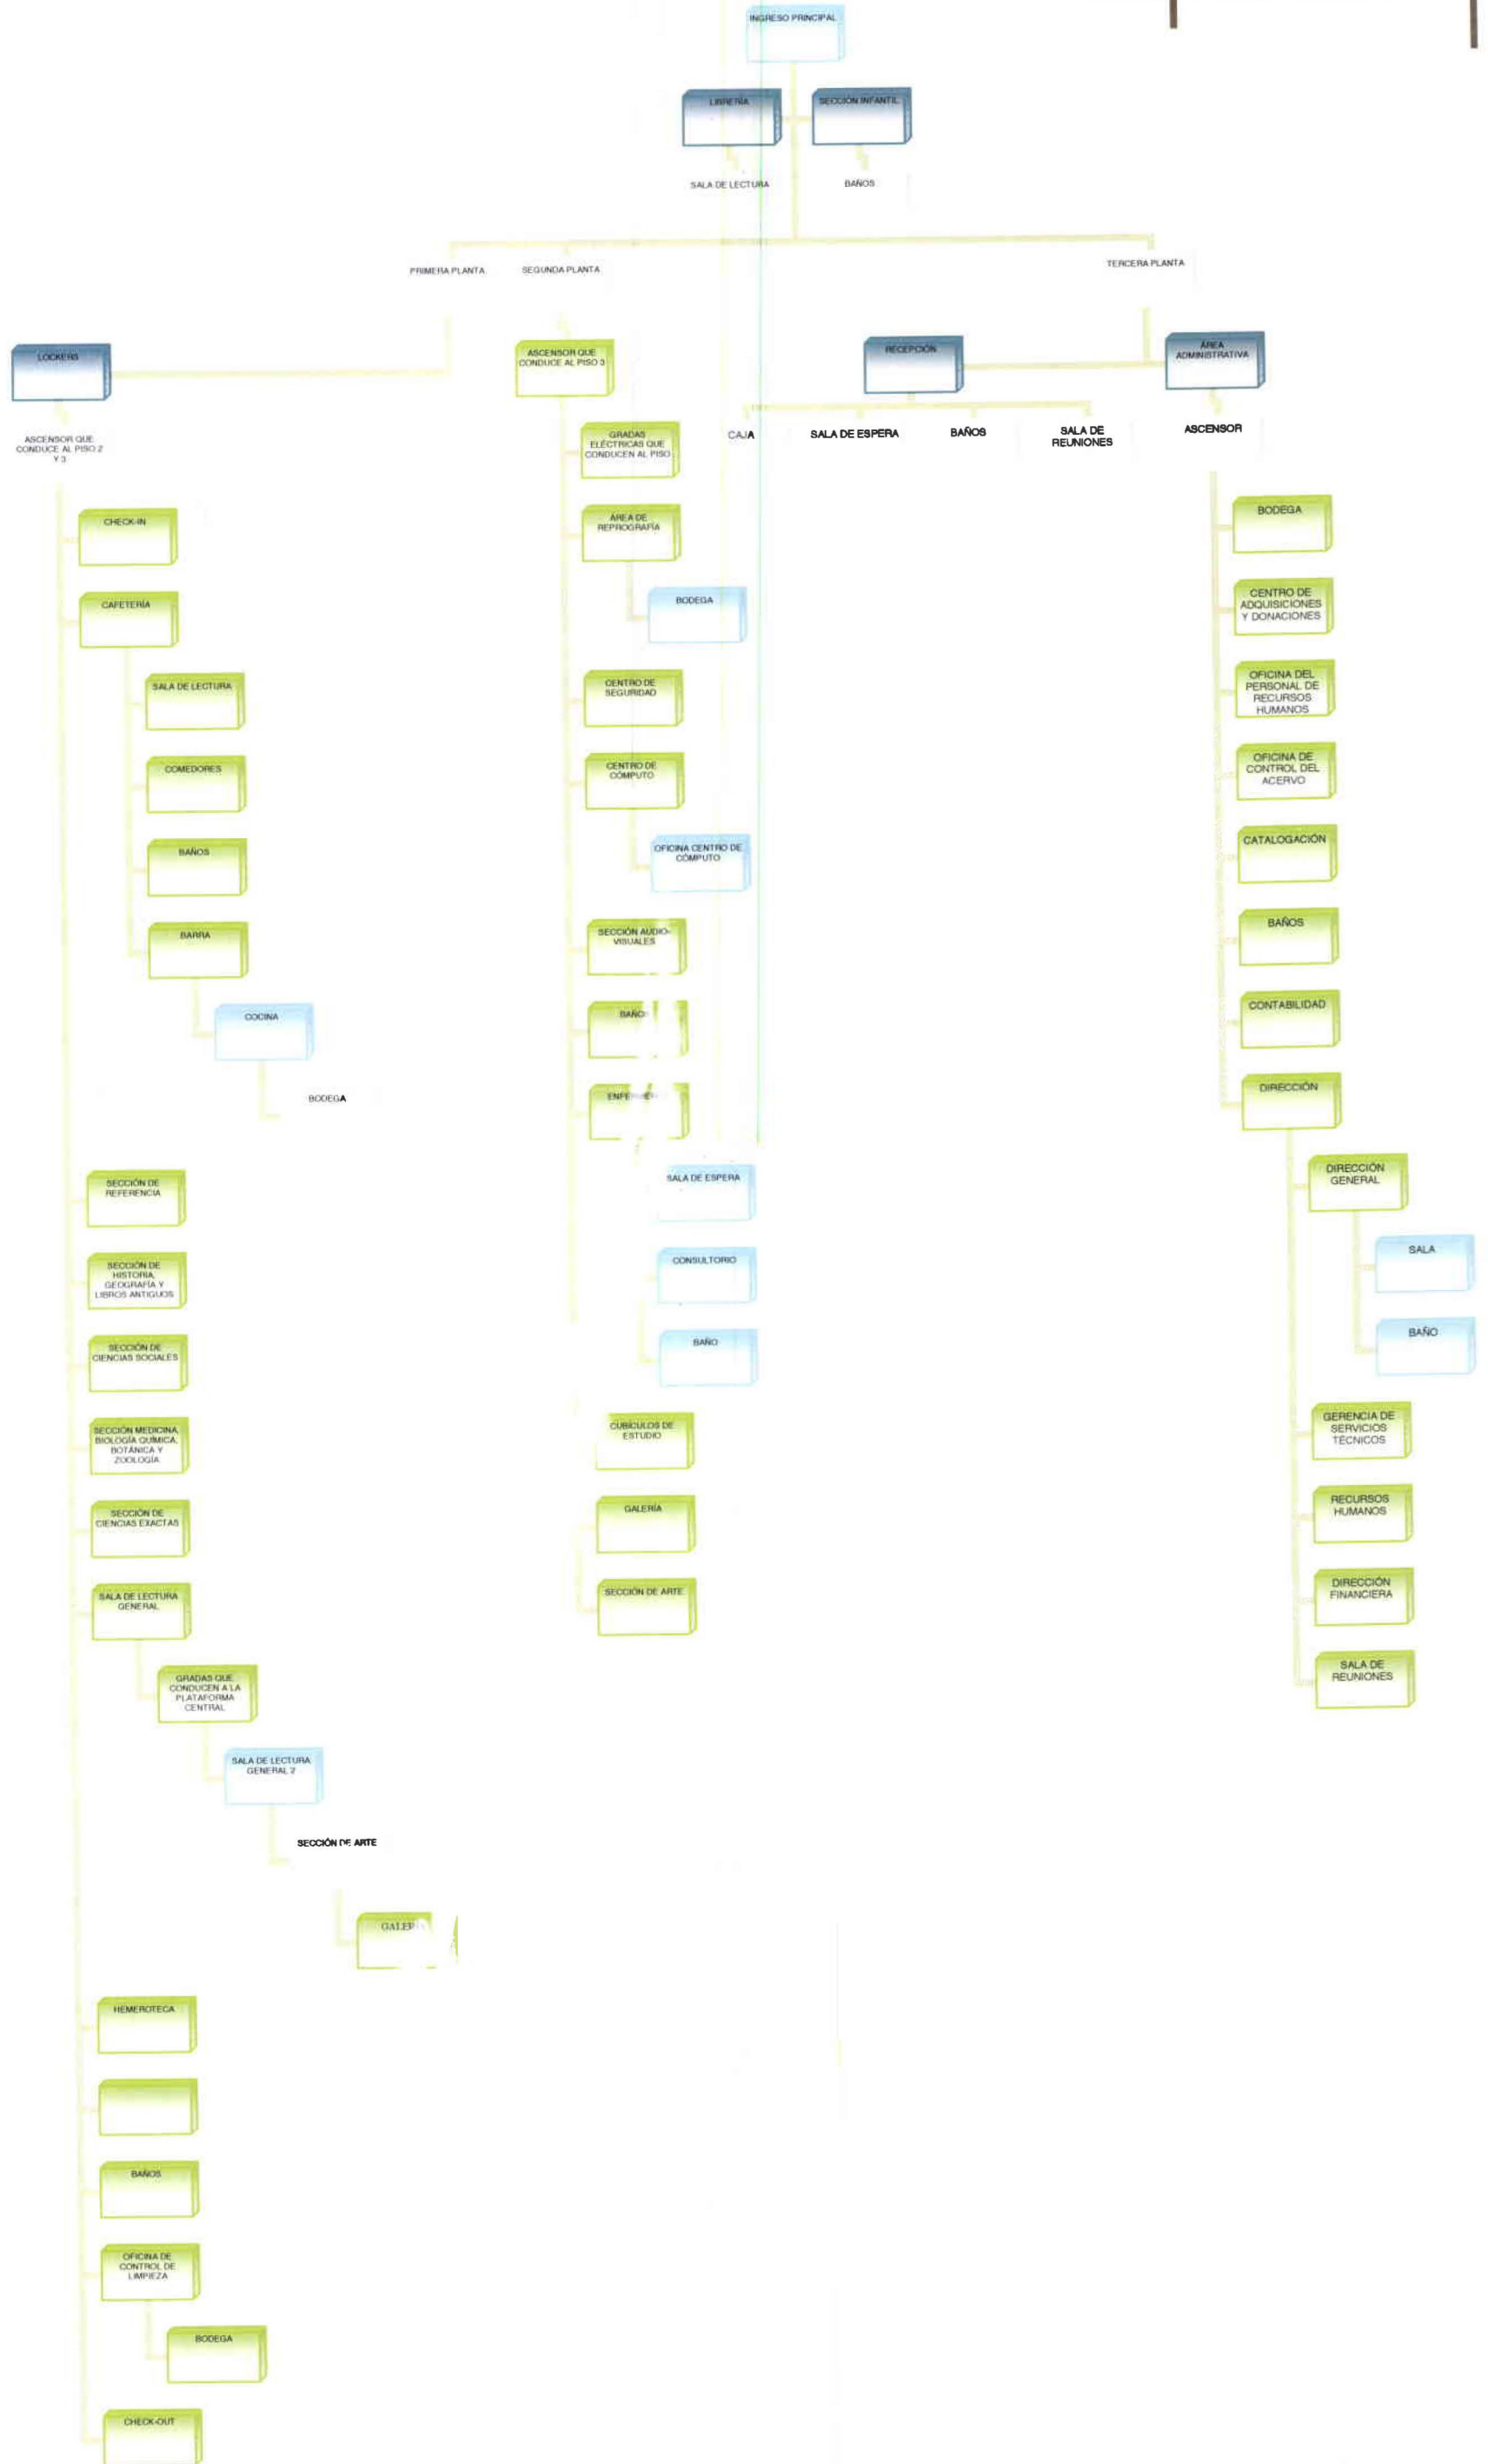 INGRESO PRINCIPAL
LIBRERÍA
SECCIÓN INFANTIL
SALA DE LECTURA
BAÑOS
PRIMERA PLANTA
SEGUNDA PLANTA
TERCERA PLANTA
LOCKERS
ASCENSOR QUE
CONDUCE AL PISO 2
Y 3
CHECK-IN
CAFETERÍA
SALA DE LECTURA
COMEDORES
BAÑOS
BARRA
COCINA
BODEGA
SECCIÓN DE
REFERENCIA
SECCIÓN DE
HISTORIA,
GEOGRAFÍA Y
LIBROS ANTIGUOS
SECCIÓN DE
CIENCIAS SOCIALES
SECCIÓN MEDICINA,
BIOLOGÍA QUÍMICA,
BOTÁNICA Y
ZOOLOGÍA
SECCIÓN DE
CIENCIAS EXACTAS
SALA DE LECTURA
GENERAL
GRADAS QUE
CONDUCEN A LA
PLATAFORMA
CENTRAL
SALA DE LECTURA
GENERAL 2
SECCIÓN DE ARTE
HEMEROTECA
BAÑOS
OFICINA DE
CONTROL DE
LIMPIEZA
BODEGA
CHECK-OUT
ASCENSOR QUE
CONDUCE AL PISO 3
GRADAS
ELÉCTRICAS QUE
CONDUCEN AL PISO
ÁREA DE
REPROGRAFÍA
BODEGA
CENTRO DE
SEGURIDAD
CENTRO DE
CÓMPUTO
OFICINA CENTRO DE
CÓMPUTO
SECCIÓN AUDIO-
VISUALES
BAÑOS
SALA DE ESPERA
CONSULTORIO
BAÑO
CUBÍCULOS DE
ESTUDIO
GALERÍA
SECCIÓN DE ARTE
RECEPCIÓN
CAJA
SALA DE ESPERA
BAÑOS
SALA DE
REUNIONES
ÁREA
ADMINISTRATIVA
ASCENSOR
BODEGA
CENTRO DE
ADQUISICIONES
Y DONACIONES
OFICINA DEL
PERSONAL DE
RECURSOS
HUMANOS
OFICINA DE
CONTROL DEL
ACERVO
CATALOGACIÓN
BAÑOS
CONTABILIDAD
DIRECCIÓN
DIRECCIÓN
GENERAL
SALA
BAÑO
GERENCIA DE
SERVICIOS
TÉCNICOS
RECURSOS
HUMANOS
DIRECCIÓN
FINANCIERA
SALA DE
REUNIONES